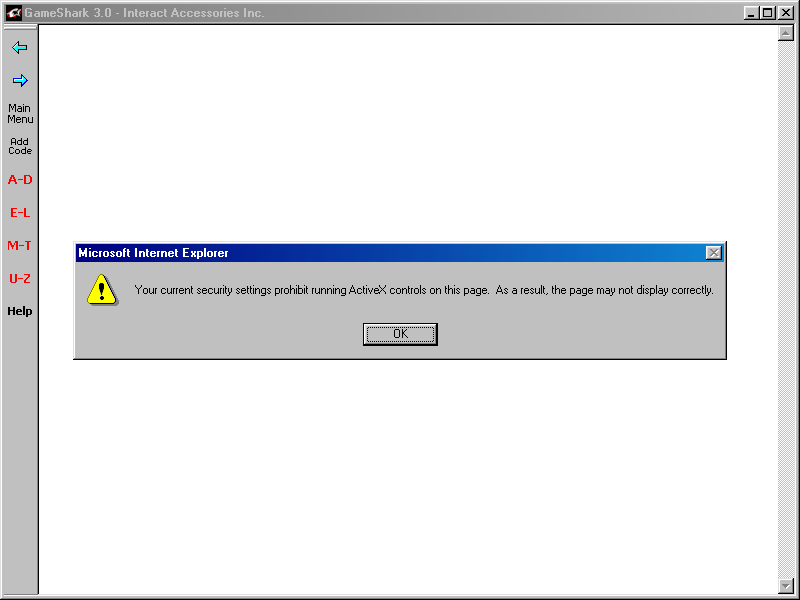 GameShark 3.0 - Interact Accessories Inc.
Main
Menu
Add
Code
A-D
E-L
M-T
U-Z
Help
Microsoft Internet Explorer
Your current security settings prohibit running ActiveX controls on this page.  As a result, the page may not display correctly.
OK